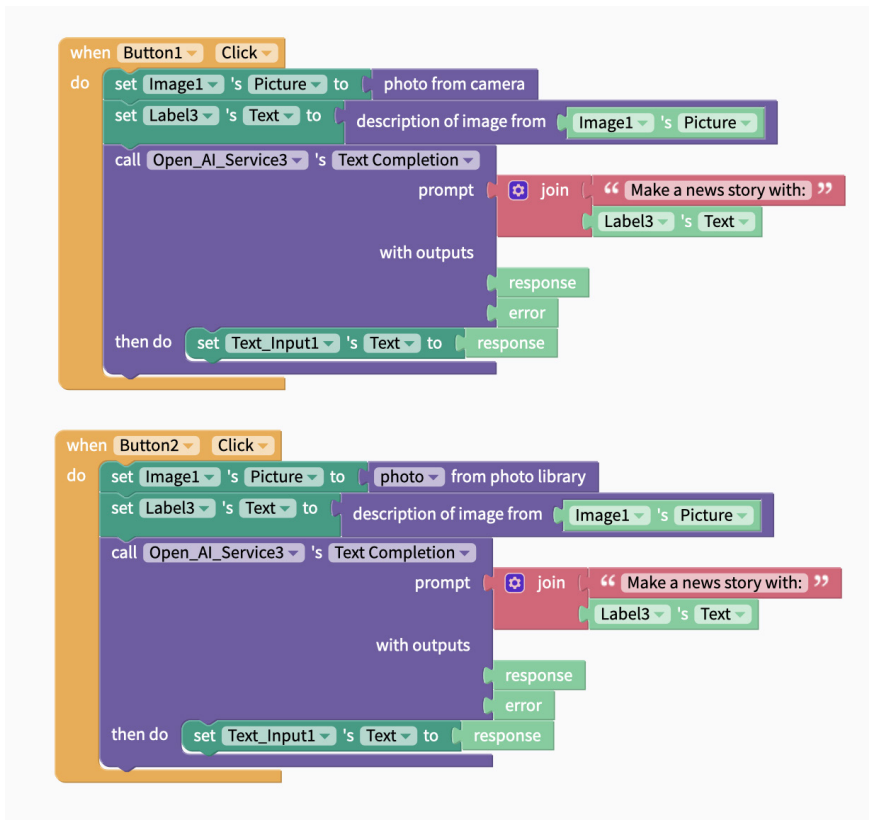 when Button1 Click
do set Image1 's Picture to photo from camera
set Label3 's Text to description of image from Image1 's Picture
call Open_AI_Service3 's Text Completion
prompt join “ Make a news story with: ”
Label3 's Text
with outputs
response
error
then do set Text_Input1 's Text to response
when Button2 Click
do set Image1 's Picture to photo from photo library
set Label3 's Text to description of image from Image1 's Picture
call Open_AI_Service3 's Text Completion
prompt join “ Make a news story with: ”
Label3 's Text
with outputs
response
error
then do set Text_Input1 's Text to response